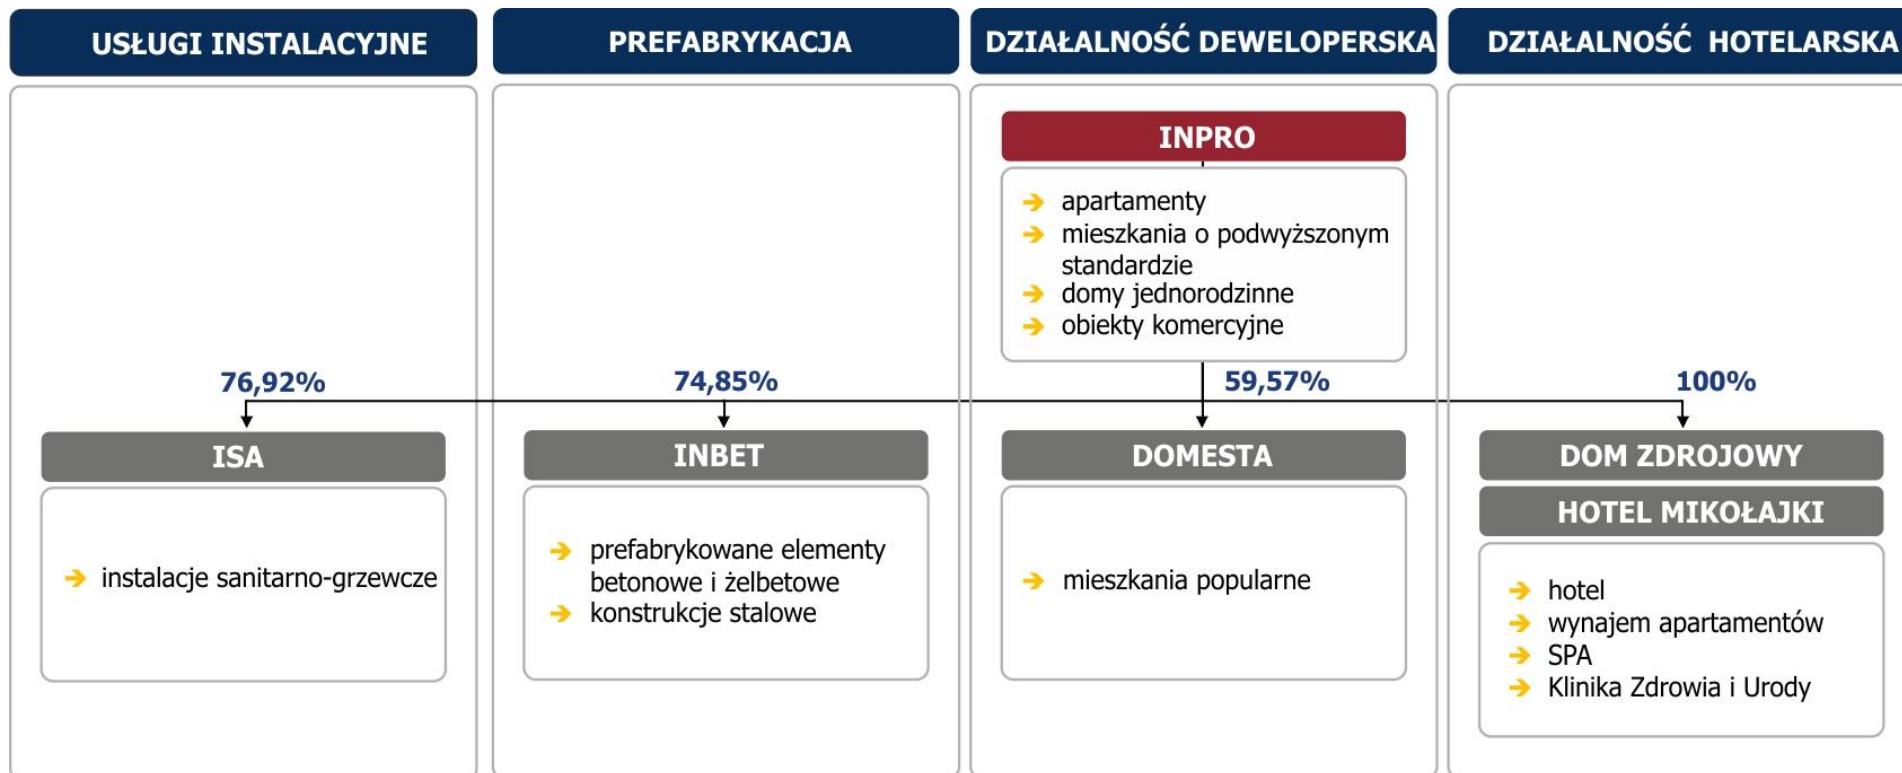 USŁUGI INSTALACYJNE
PREFABRYKACJA
DZIAŁALNOŚĆ DEWELOPERSKA
DZIAŁALNOŚĆ HOTELARSKA
INPRO
apartamenty
mieszkania o podwyższonym
standardzie
domy jednorodzinne
obiekty komercyjne
76,92%
74,85%
59,57%
100%
ISA
instalacje sanitarno-grzewcze
INBET
prefabrykowane elementy
betonowe i żelbetowe
konstrukcje stalowe
DOMESTA
mieszkania popularne
DOM ZDROJOWY
HOTEL MIKOŁAJKI
hotel
wynajem apartamentów
SPA
Klinika Zdrowia i Urody